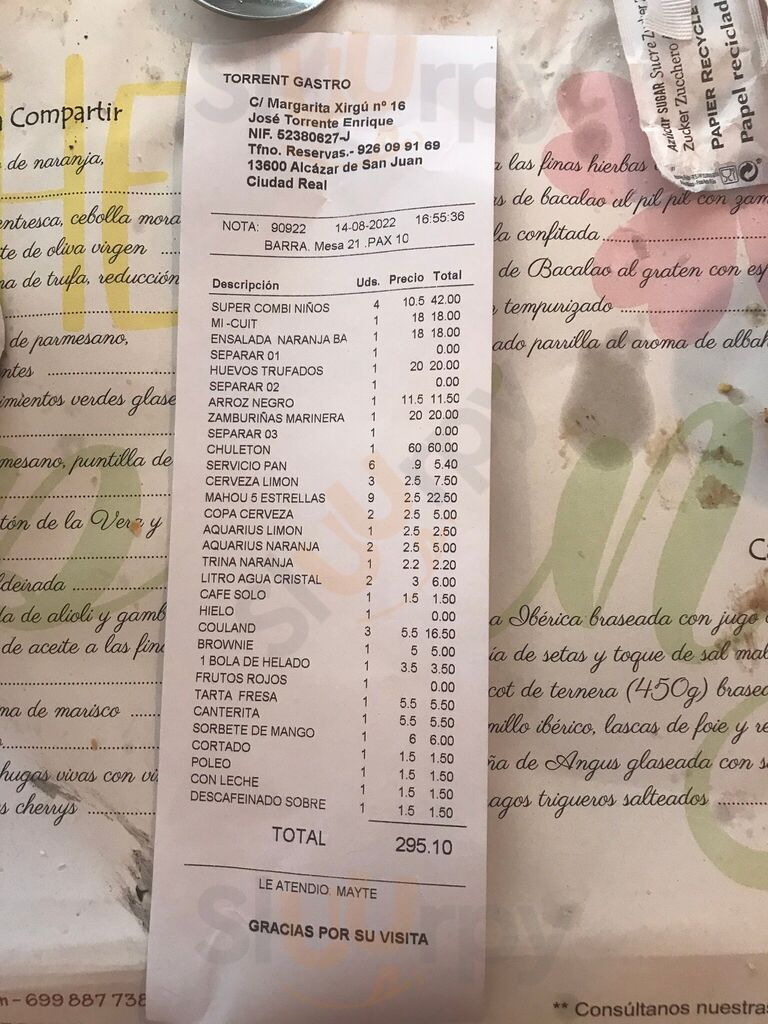 TORRENT GASTRO
C/ Margarita Xirgú nº 16
José Torrente Enrique
NIF. 52380627-J
Tfno. Reservas.- 926 09 91 69
13600 Alcázar de San Juan
Ciudad Real
NOTA: 90922 14-08-2022 16:55:36
BARRA. Mesa 21 .PAX 10
Descripción Uds. Precio Total
SUPER COMBI NIÑOS 4 10.5 42.00
MI -CUIT 1 18 18.00
ENSALADA NARANJA BA 1 18 18.00
SEPARAR 01 1 0.00
HUEVOS TRUFADOS 1 20 20.00
SEPARAR 02 1 0.00
ARROZ NEGRO 1 11.5 11.50
ZAMBURIÑAS MARINERA 1 20 20.00
SEPARAR 03 1 0.00
CHULETON 1 60 60.00
SERVICIO PAN 6 .9 5.40
CERVEZA LIMON 3 2.5 7.50
MAHOU 5 ESTRELLAS 9 2.5 22.50
COPA CERVEZA 2 2.5 5.00
AQUARIUS LIMON 1 2.5 2.50
AQUARIUS NARANJA 2 2.5 5.00
TRINA NARANJA 1 2.2 2.20
LITRO AGUA CRISTAL 2 3 6.00
CAFE SOLO 1 1.5 1.50
HIELO 1 0.00
COULAND 3 5.5 16.50
BROWNIE 1 5 5.00
1 BOLA DE HELADO 1 3.5 3.50
FRUTOS ROJOS 1 0.00
TARTA FRESA 1 5.5 5.50
CANTERITA 1 5.5 5.50
SORBETE DE MANGO 1 6 6.00
CORTADO 1 1.5 1.50
POLEO 1 1.5 1.50
CON LECHE 1 1.5 1.50
DESCAFEINADO SOBRE 1 1.5 1.50
TOTAL 295.10
LE ATENDIO: MAYTE
GRACIAS POR SU VISITA
Compartir
de naranja,
cebolla mora
te de oliva virgen
de trufa, reducción
de parmesano,
verdes glase
puntilla de
de la Vera y
da de alioli y gamb
de aceite a las fin
de marisco
vivas con
cherrys
699 887 738
Azúcar SUGAR Sucre
Zucker Zucchero
PAPIER RECYCLE
Papel reciclad
a las finas hierbas
de bacalao al pil pil con zam
la confitada
de Bacalao al graten con esp
tempurizado
ado parrilla al aroma de albah
Ca
Ibérica braseada con jugo
de setas y toque de sal mal
de ternera (450g) brasea
ibérico, lascas de foie y re
de Angus glaseada con
trigueros salteados
** Consúltanos nuestras
Sluurpy